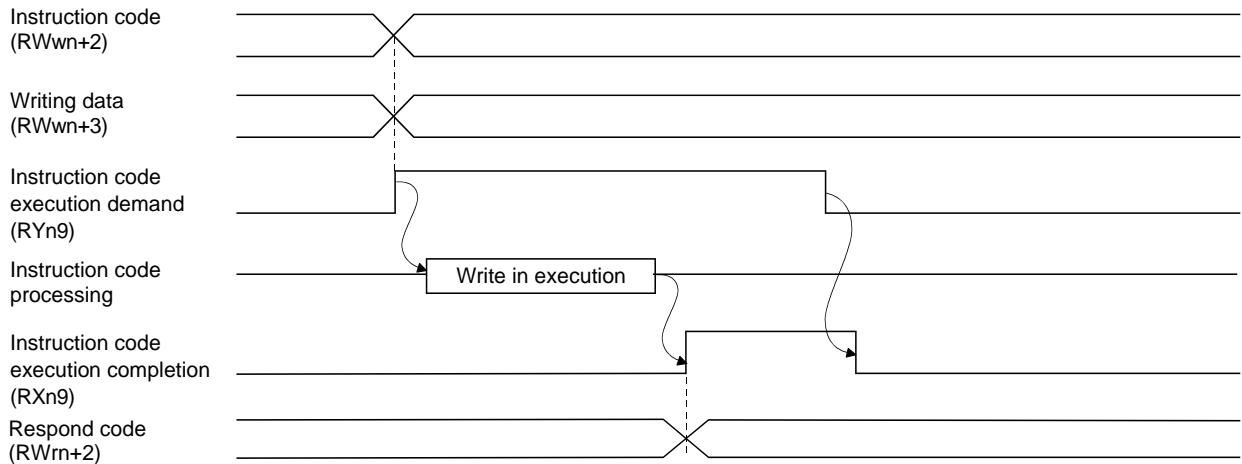 Instruction code
(RWwn+2)
Writing data
(RWwn+3)
Instruction code
execution demand
(RYn9)
Instruction code
processing
Write in execution
Instruction code
execution completion
(RXn9)
Respond code
(RWrn+2)